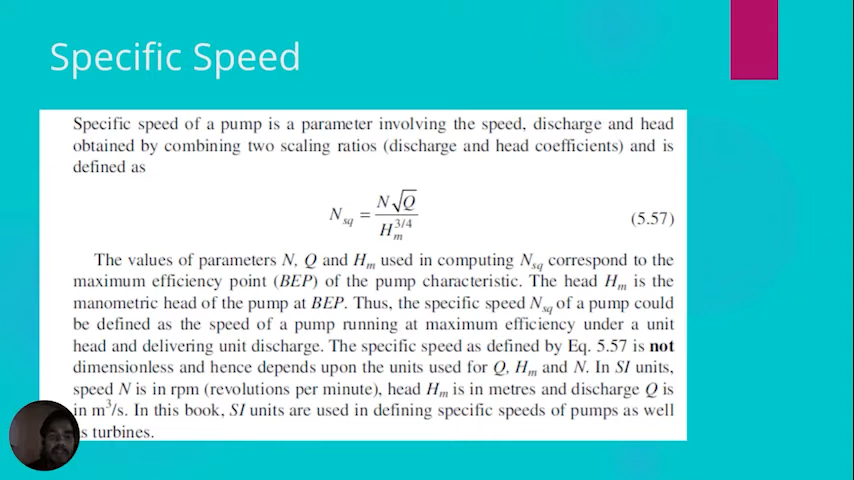 Specific Speed
Specific speed of a pump is a parameter involving the speed, discharge and head
obtained by combining two scaling ratios (discharge and head coefficients) and is
defined as
N_sq = N√Q / H_m^3/4 (5.57)
The values of parameters N, Q and H_m used in computing N_sq correspond to the
maximum efficiency point (BEP) of the pump characteristic. The head H_m is the
manometric head of the pump at BEP. Thus, the specific speed N_sq of a pump could
be defined as the speed of a pump running at maximum efficiency under a unit
head and delivering unit discharge. The specific speed as defined by Eq. 5.57 is not
dimensionless and hence depends upon the units used for Q, H_m and N. In SI units,
speed N is in rpm (revolutions per minute), head H_m is in metres and discharge Q is
in m³/s. In this book, SI units are used in defining specific speeds of pumps as well
turbines.